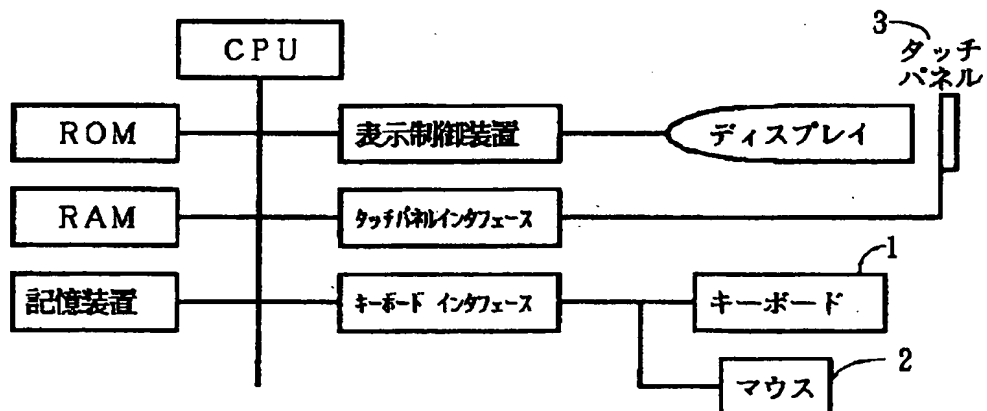 CPU
3
タッチ
パネル
ROM
表示制御装置
ディスプレイ
RAM
タッチパネルインタフェース
記憶装置
キーボード インタフェース
キーボード
1
マウス
2